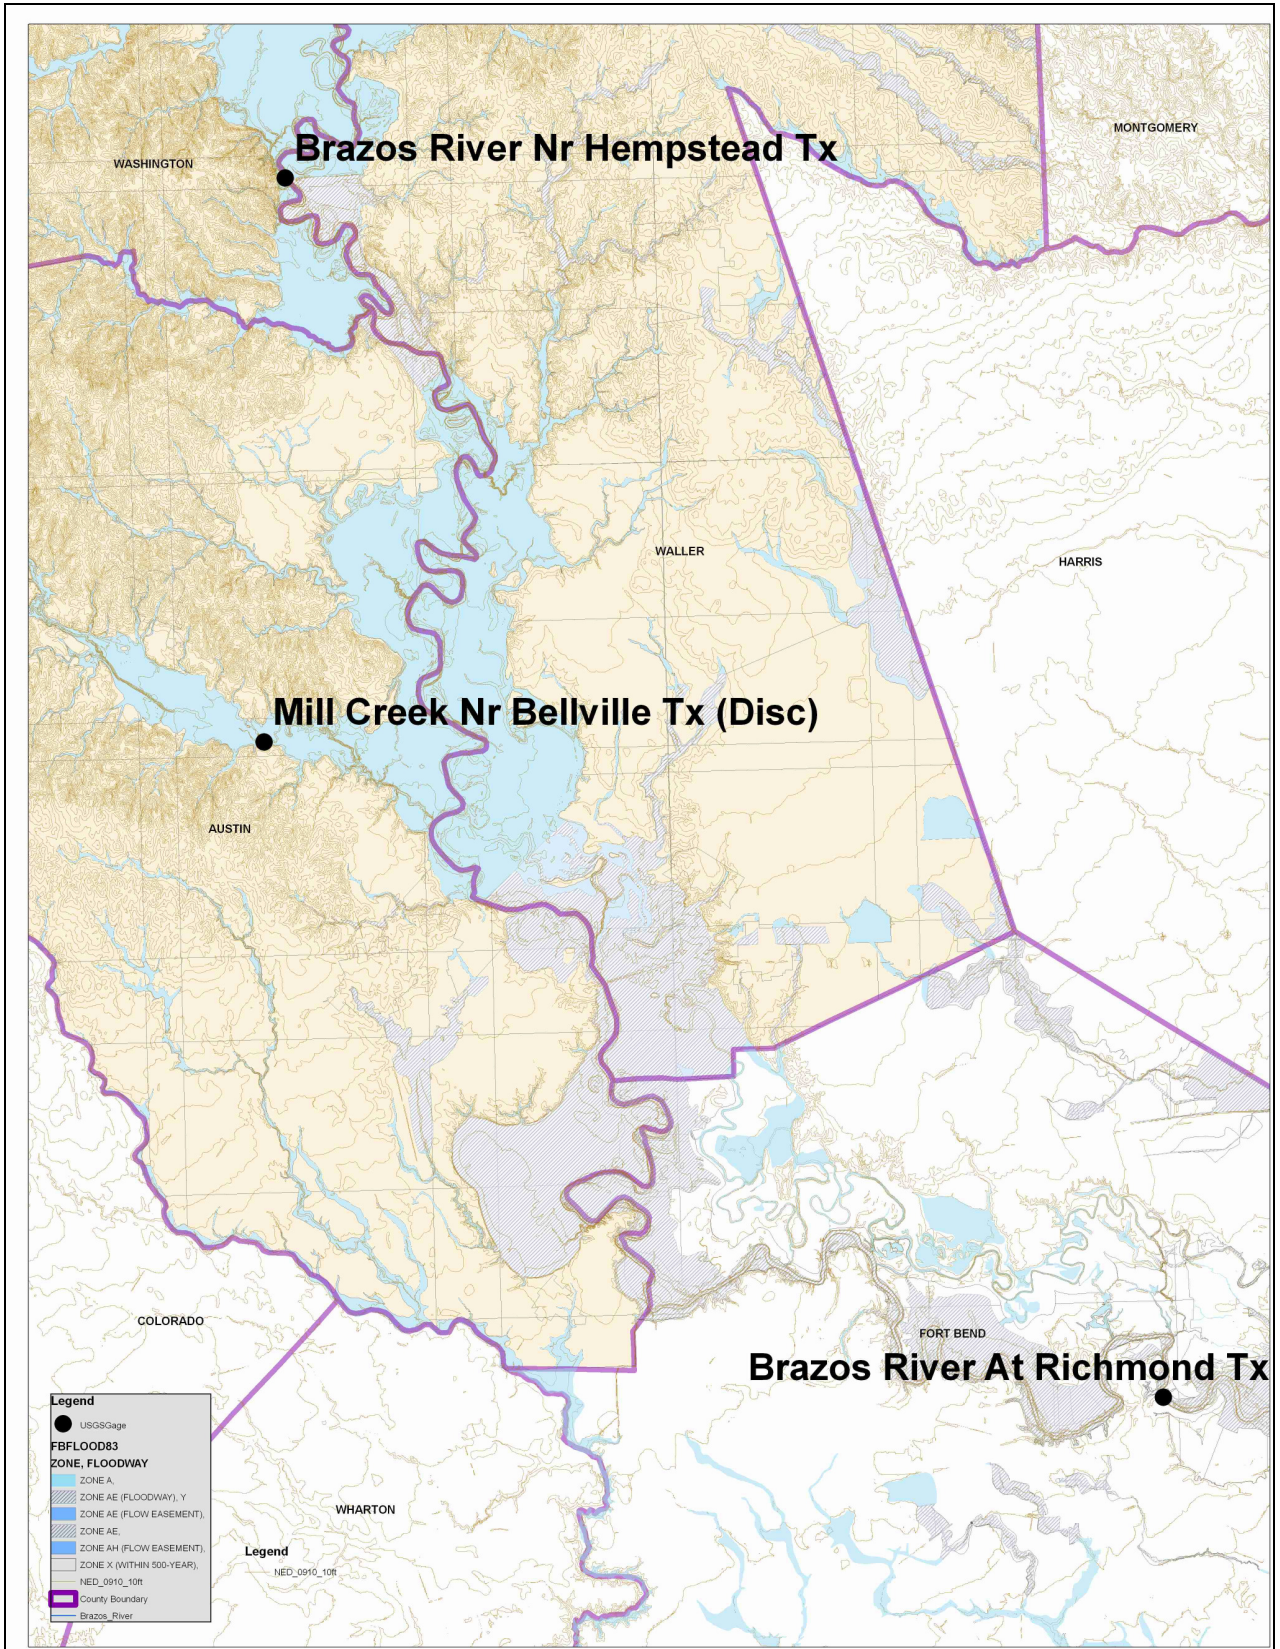 MONTGOMERY
Brazos River Nr Hempstead Tx
WASHINGTON
WALLER
HARRIS
Mill Creek Nr Bellville Tx (Disc)
AUSTIN
COLORADO
FORT BEND
Brazos River At Richmond Tx
Legend
USGSGage
FBFLOOD83
ZONE, FLOODWAY
ZONE A,
ZONE AE (FLOODWAY), Y
ZONE AE (FLOW EASEMENT),
ZONE AE,
ZONE AH (FLOW EASEMENT),
ZONE X (WITHIN 500-YEAR),
NED_0910_10ft
County Boundary
Brazos_River
WHARTON
Legend
NED_0910_10ft